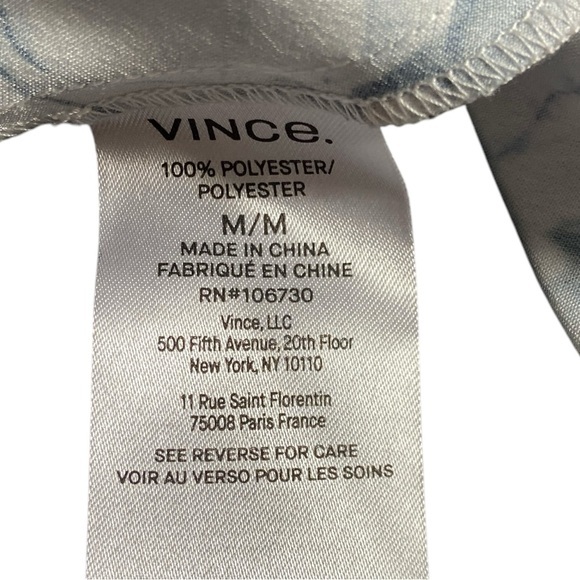 VINCE.
100% POLYESTER/
POLYESTER
M/M
MADE IN CHINA
FABRIQUÉ EN CHINE
RN#106730
Vince, LLC
500 Fifth Avenue, 20th Floor
New York, NY 10110
11 Rue Saint Florentin
75008 Paris France
SEE REVERSE FOR CARE
VOIR AU VERSO POUR LES SOINS